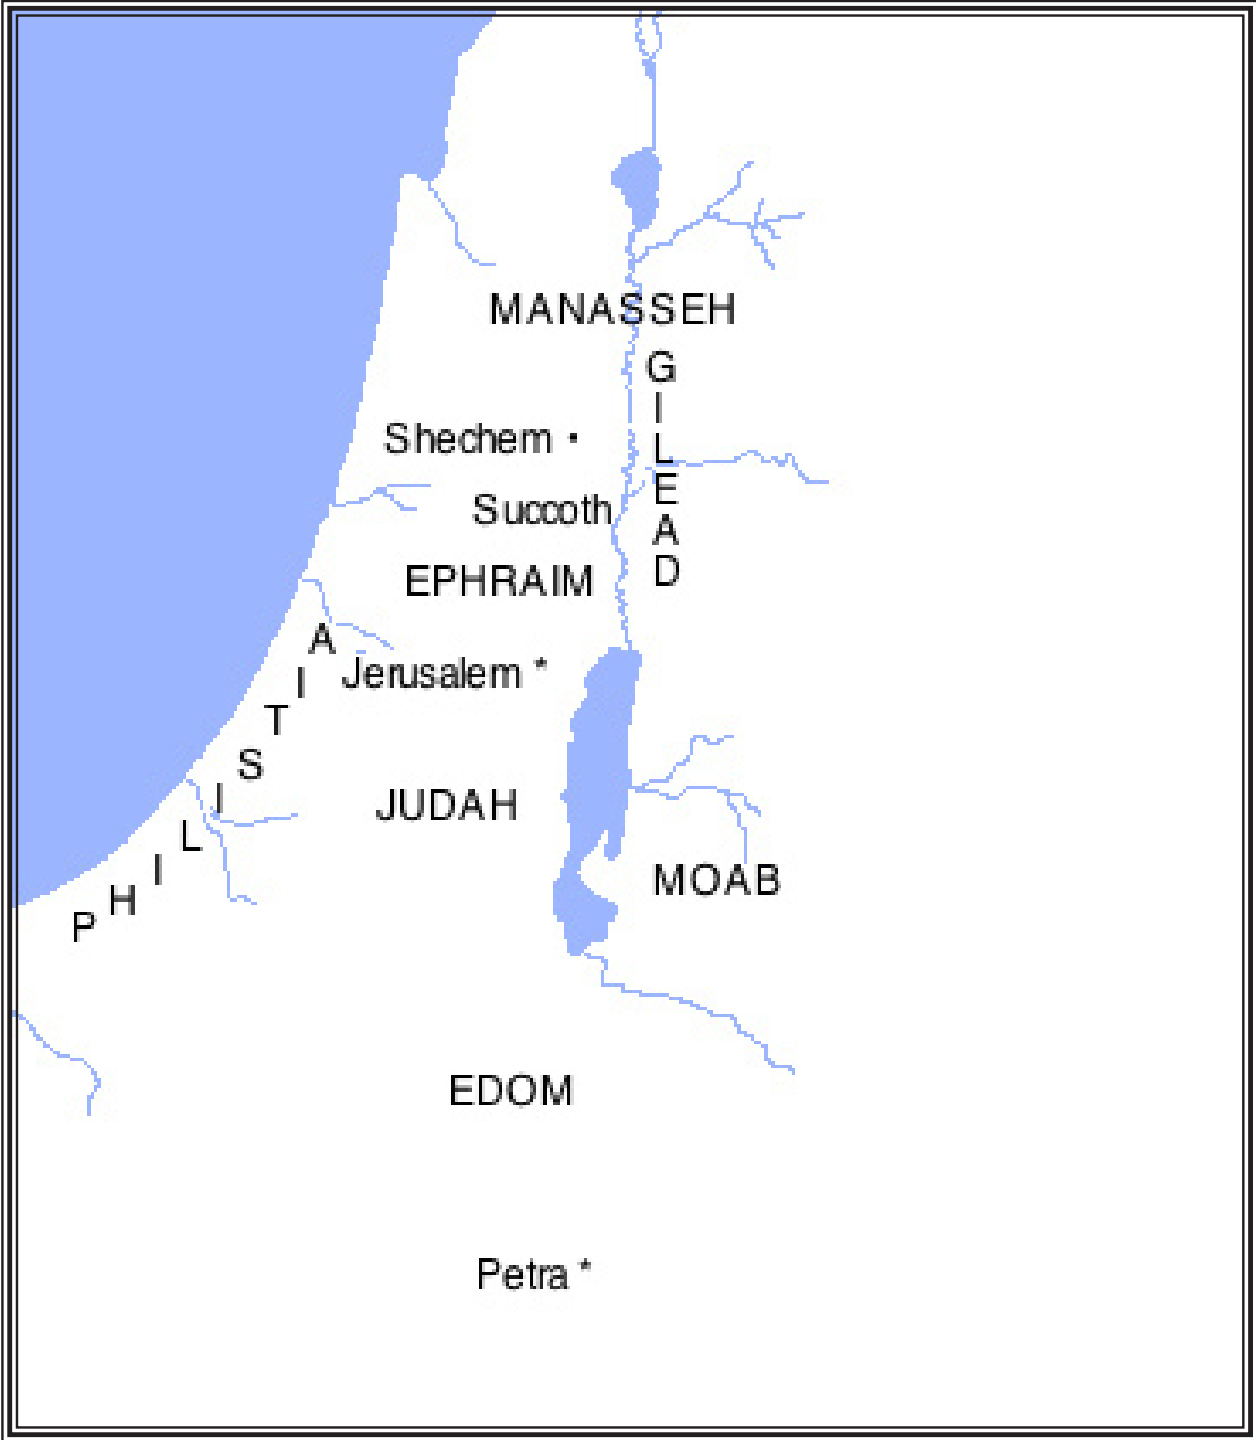 MANASSEH
GILEAD
Shechem •
Succoth
EPHRAIM
PHILISTIA
Jerusalem *
JUDAH
MOAB
EDOM
Petra *